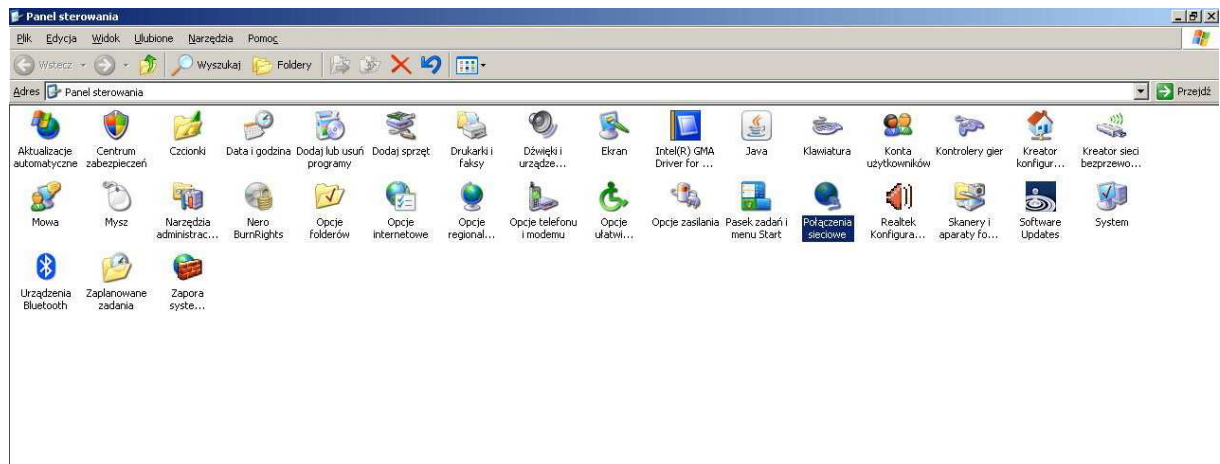 Panel sterowania
Plik Edycja Widok Ulubione Narzędzia Pomoc
Wstecz Wyszukaj Foldery
Adres Panel sterowania Przejdź
Aktualizacje automatyczne
Centrum zabezpieczeń
Czcionki
Data i godzina
Dodaj lub usuń programy
Dodaj sprzęt
Drukarki i faksy
Dźwięki i urządze...
Ekran
Intel(R) GMA Driver for ...
Java
Klawiatura
Konta użytkowników
Kontrolery gier
Kreator konfigur...
Kreator sieci bezprzewo...
Mowa
Mysz
Narzędzia administrac...
Nero BurnRights
Opcje folderów
Opcje internetowe
Opcje regional...
Opcje telefonu i modemu
Opcje ułatwi...
Opcje zasilania
Pasek zadań i menu Start
Połączenia sieciowe
Realtek Konfigura...
Skanery i aparaty fo...
Software Updates
System
Urządzenia Bluetooth
Zaplanowane zadania
Zapora syste...